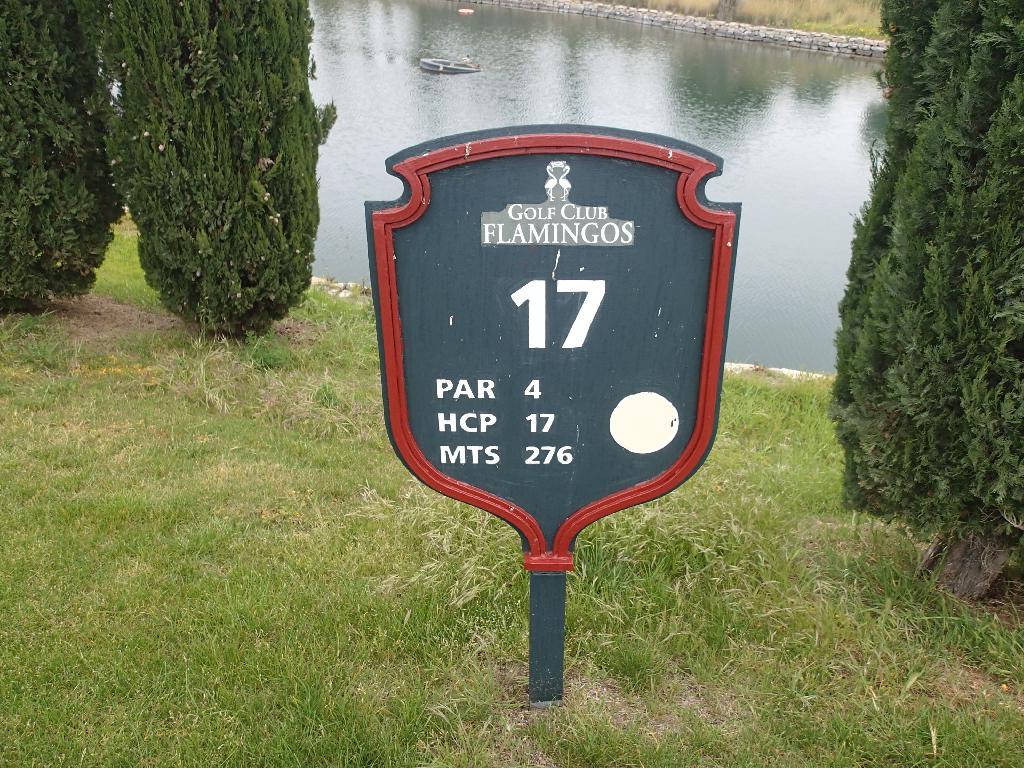 GOLF CLUB
FLAMINGOS
17
PAR 4
HCP 17
MTS 276